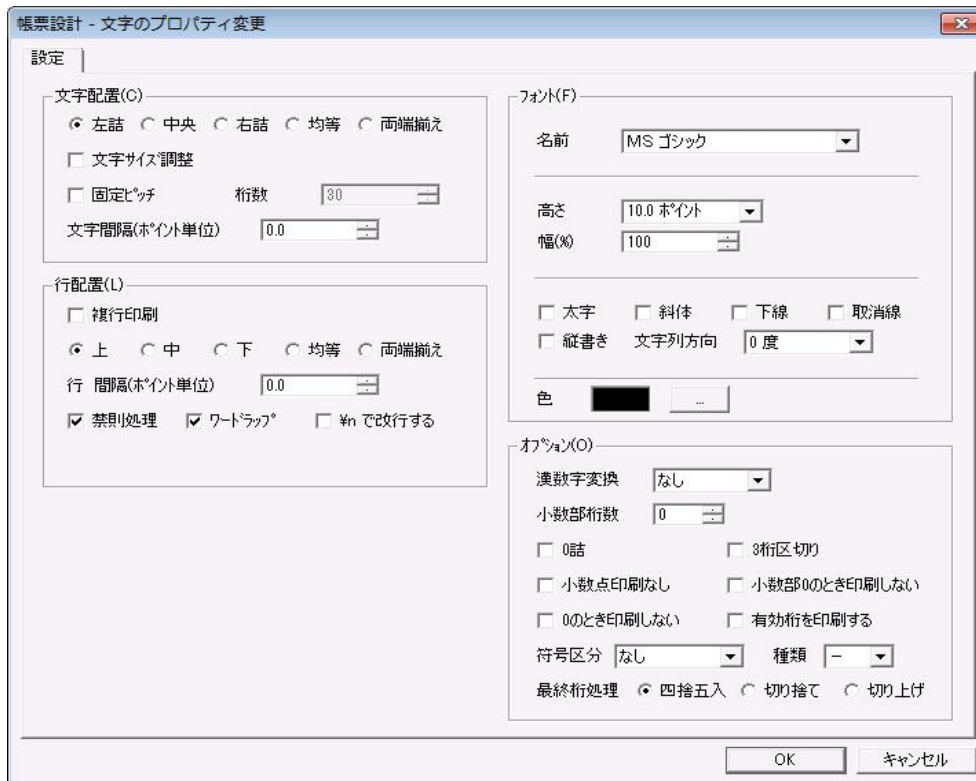 帳票設計 - 文字のプロパティ変更
設定
文字配置(C)
左詰 中央 右詰 均等 両端揃え
文字サイズ調整
固定ピッチ 桁数 30
文字間隔(ポイント単位) 0.0
行配置(L)
複行印刷
上 中 下 均等 両端揃え
行 間隔(ポイント単位) 0.0
禁則処理 ワードラップ ¥n で改行する
フォント(F)
名前 MS ゴシック
高さ 10.0 ポイント
幅(%) 100
太字 斜体 下線 取消線
縦書き 文字列方向 0 度
色 ...
オプション(O)
漢数字変換 なし
小数部桁数 0
0詰 3桁区切り
小数点印刷なし 小数部0のとき印刷しない
0のとき印刷しない 有効桁を印刷する
符号区分 なし 種類 －
最終桁処理 四捨五入 切り捨て 切り上げ
OK キャンセル